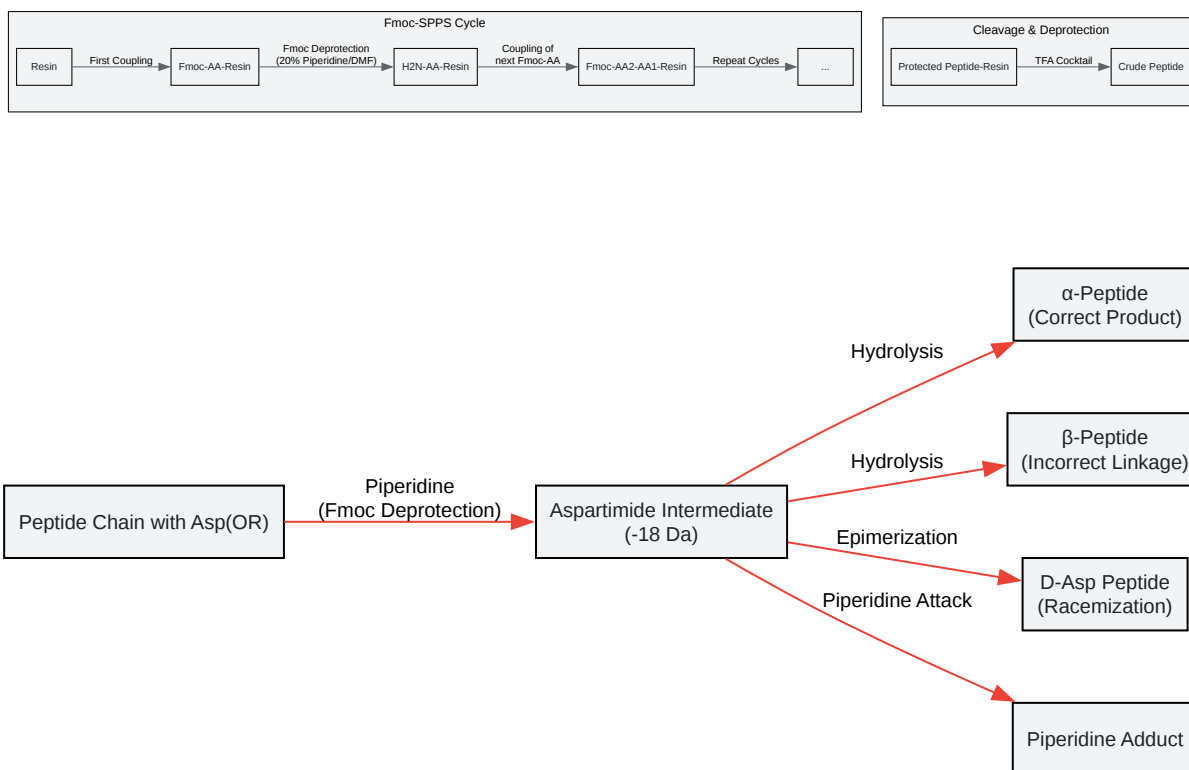 Fmoc-SPPS Cycle
Resin
First Coupling
Fmoc-AA-Resin
Fmoc Deprotection
(20% Piperidine/DMF)
H2N-AA-Resin
Coupling of
next Fmoc-AA
Fmoc-AA2-AA1-Resin
Repeat Cycles
...
Cleavage & Deprotection
Protected Peptide-Resin
TFA Cocktail
Crude Peptide
Peptide Chain with Asp(OR)
Piperidine
(Fmoc Deprotection)
Aspartimide Intermediate
(-18 Da)
Hydrolysis
α-Peptide
(Correct Product)
Hydrolysis
β-Peptide
(Incorrect Linkage)
Epimerization
D-Asp Peptide
(Racemization)
Piperidine Attack
Piperidine Adduct